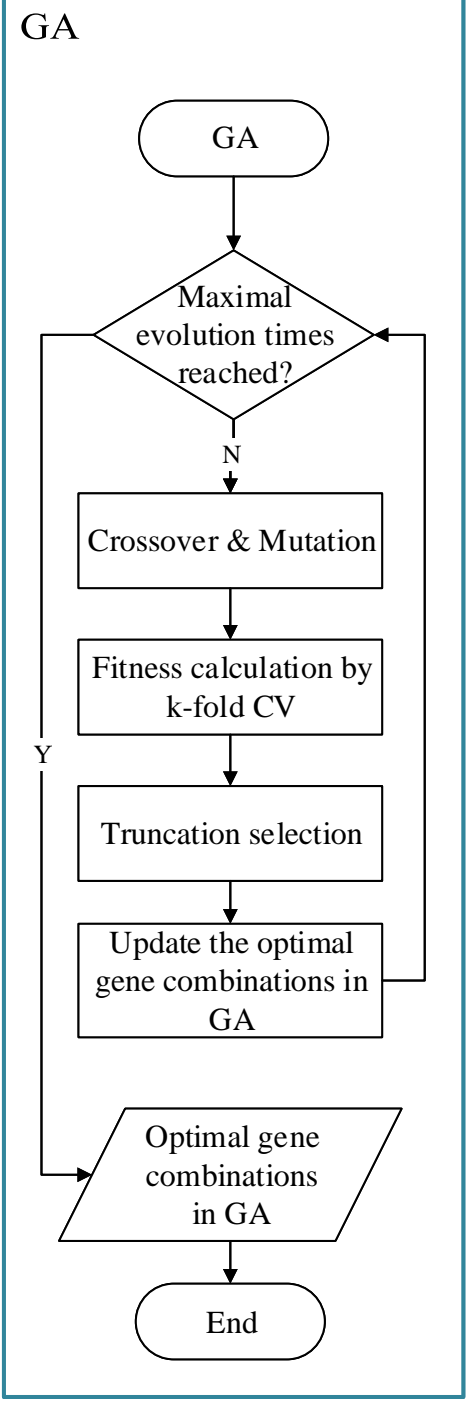 GA
GA
Maximal
evolution times
reached?
N
Crossover & Mutation
Fitness calculation by
k-fold CV
Y
Truncation selection
Update the optimal
gene combinations in
GA
Optimal gene
combinations
in GA
End